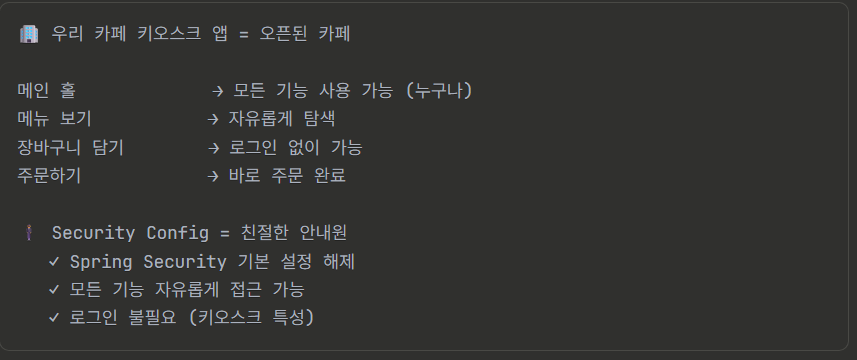 🏢 우리 카페 키오스크 앱 = 오픈된 카페
메인 홀 → 모든 기능 사용 가능 (누구나)
메뉴 보기 → 자유롭게 탐색
장바구니 담기 → 로그인 없이 가능
주문하기 → 바로 주문 완료
Security Config = 친절한 안내원
✓ Spring Security 기본 설정 해제
✓ 모든 기능 자유롭게 접근 가능
✓ 로그인 불필요 (키오스크 특성)